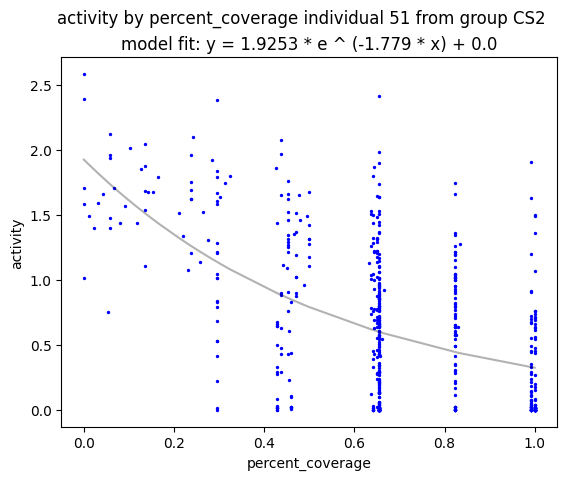 activity by percent_coverage individual 51 from group CS2
model fit: y = 1.9253 * e ^ (-1.779 * x) + 0.0
2.5
2.0
1.5
1.0
0.5
0.0
activity
0.0 0.2 0.4 0.6 0.8 1.0
percent_coverage